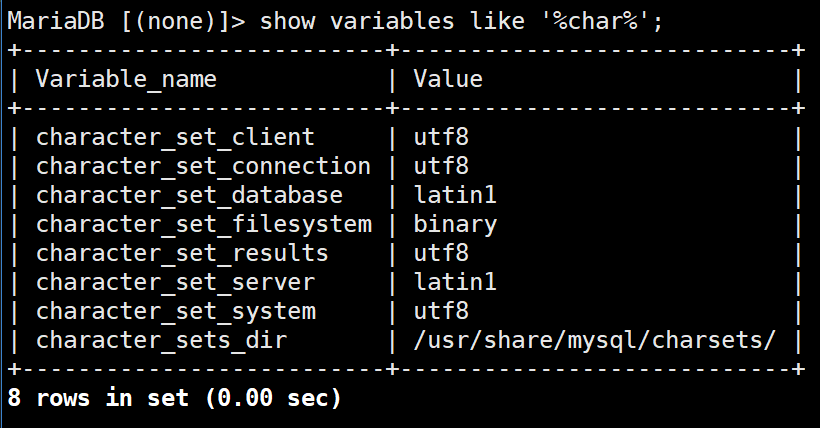 MariaDB [(none)]> show variables like '%char%';
+--------------------------+----------------------------+
| Variable_name            | Value                      |
+--------------------------+----------------------------+
| character_set_client     | utf8                       |
| character_set_connection | utf8                       |
| character_set_database   | latin1                     |
| character_set_filesystem | binary                     |
| character_set_results    | utf8                       |
| character_set_server     | latin1                     |
| character_set_system     | utf8                       |
| character_sets_dir       | /usr/share/mysql/charsets/ |
+--------------------------+----------------------------+
8 rows in set (0.00 sec)